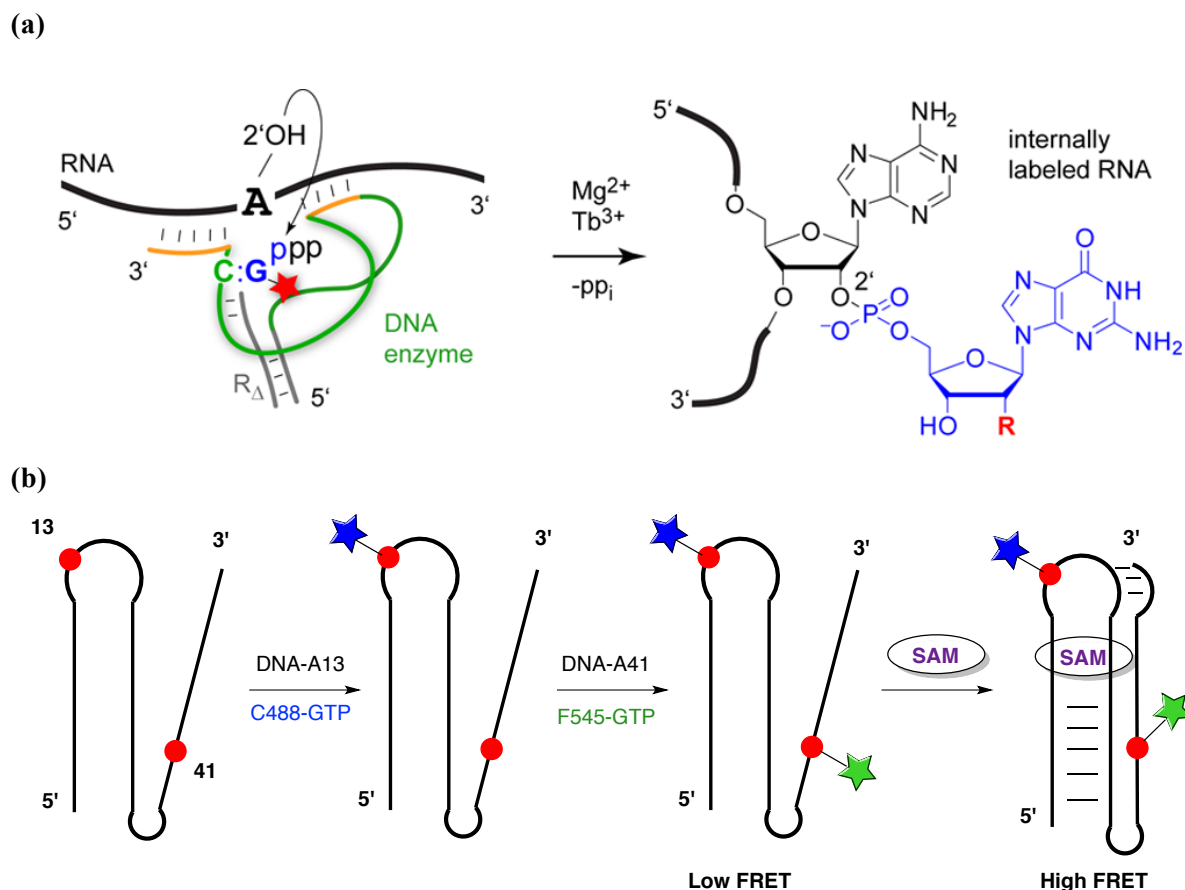 (a)
2‘OH
RNA
A
5‘
3‘
ppp
3‘
C:G
DNA
enzyme
RΔ
5‘
Mg2+
Tb3+
-ppi
5‘
NH2
internally
labeled RNA
N
N
N
N
O
O
2‘
O
O
P
O
−O
O
O
N
NH
N
N
NH2
O
3‘
HO
R
(b)
13
3'
3'
3'
3'
DNA-A13
C488-GTP
DNA-A41
F545-GTP
SAM
SAM
41
5'
5'
5'
5'
Low FRET
High FRET